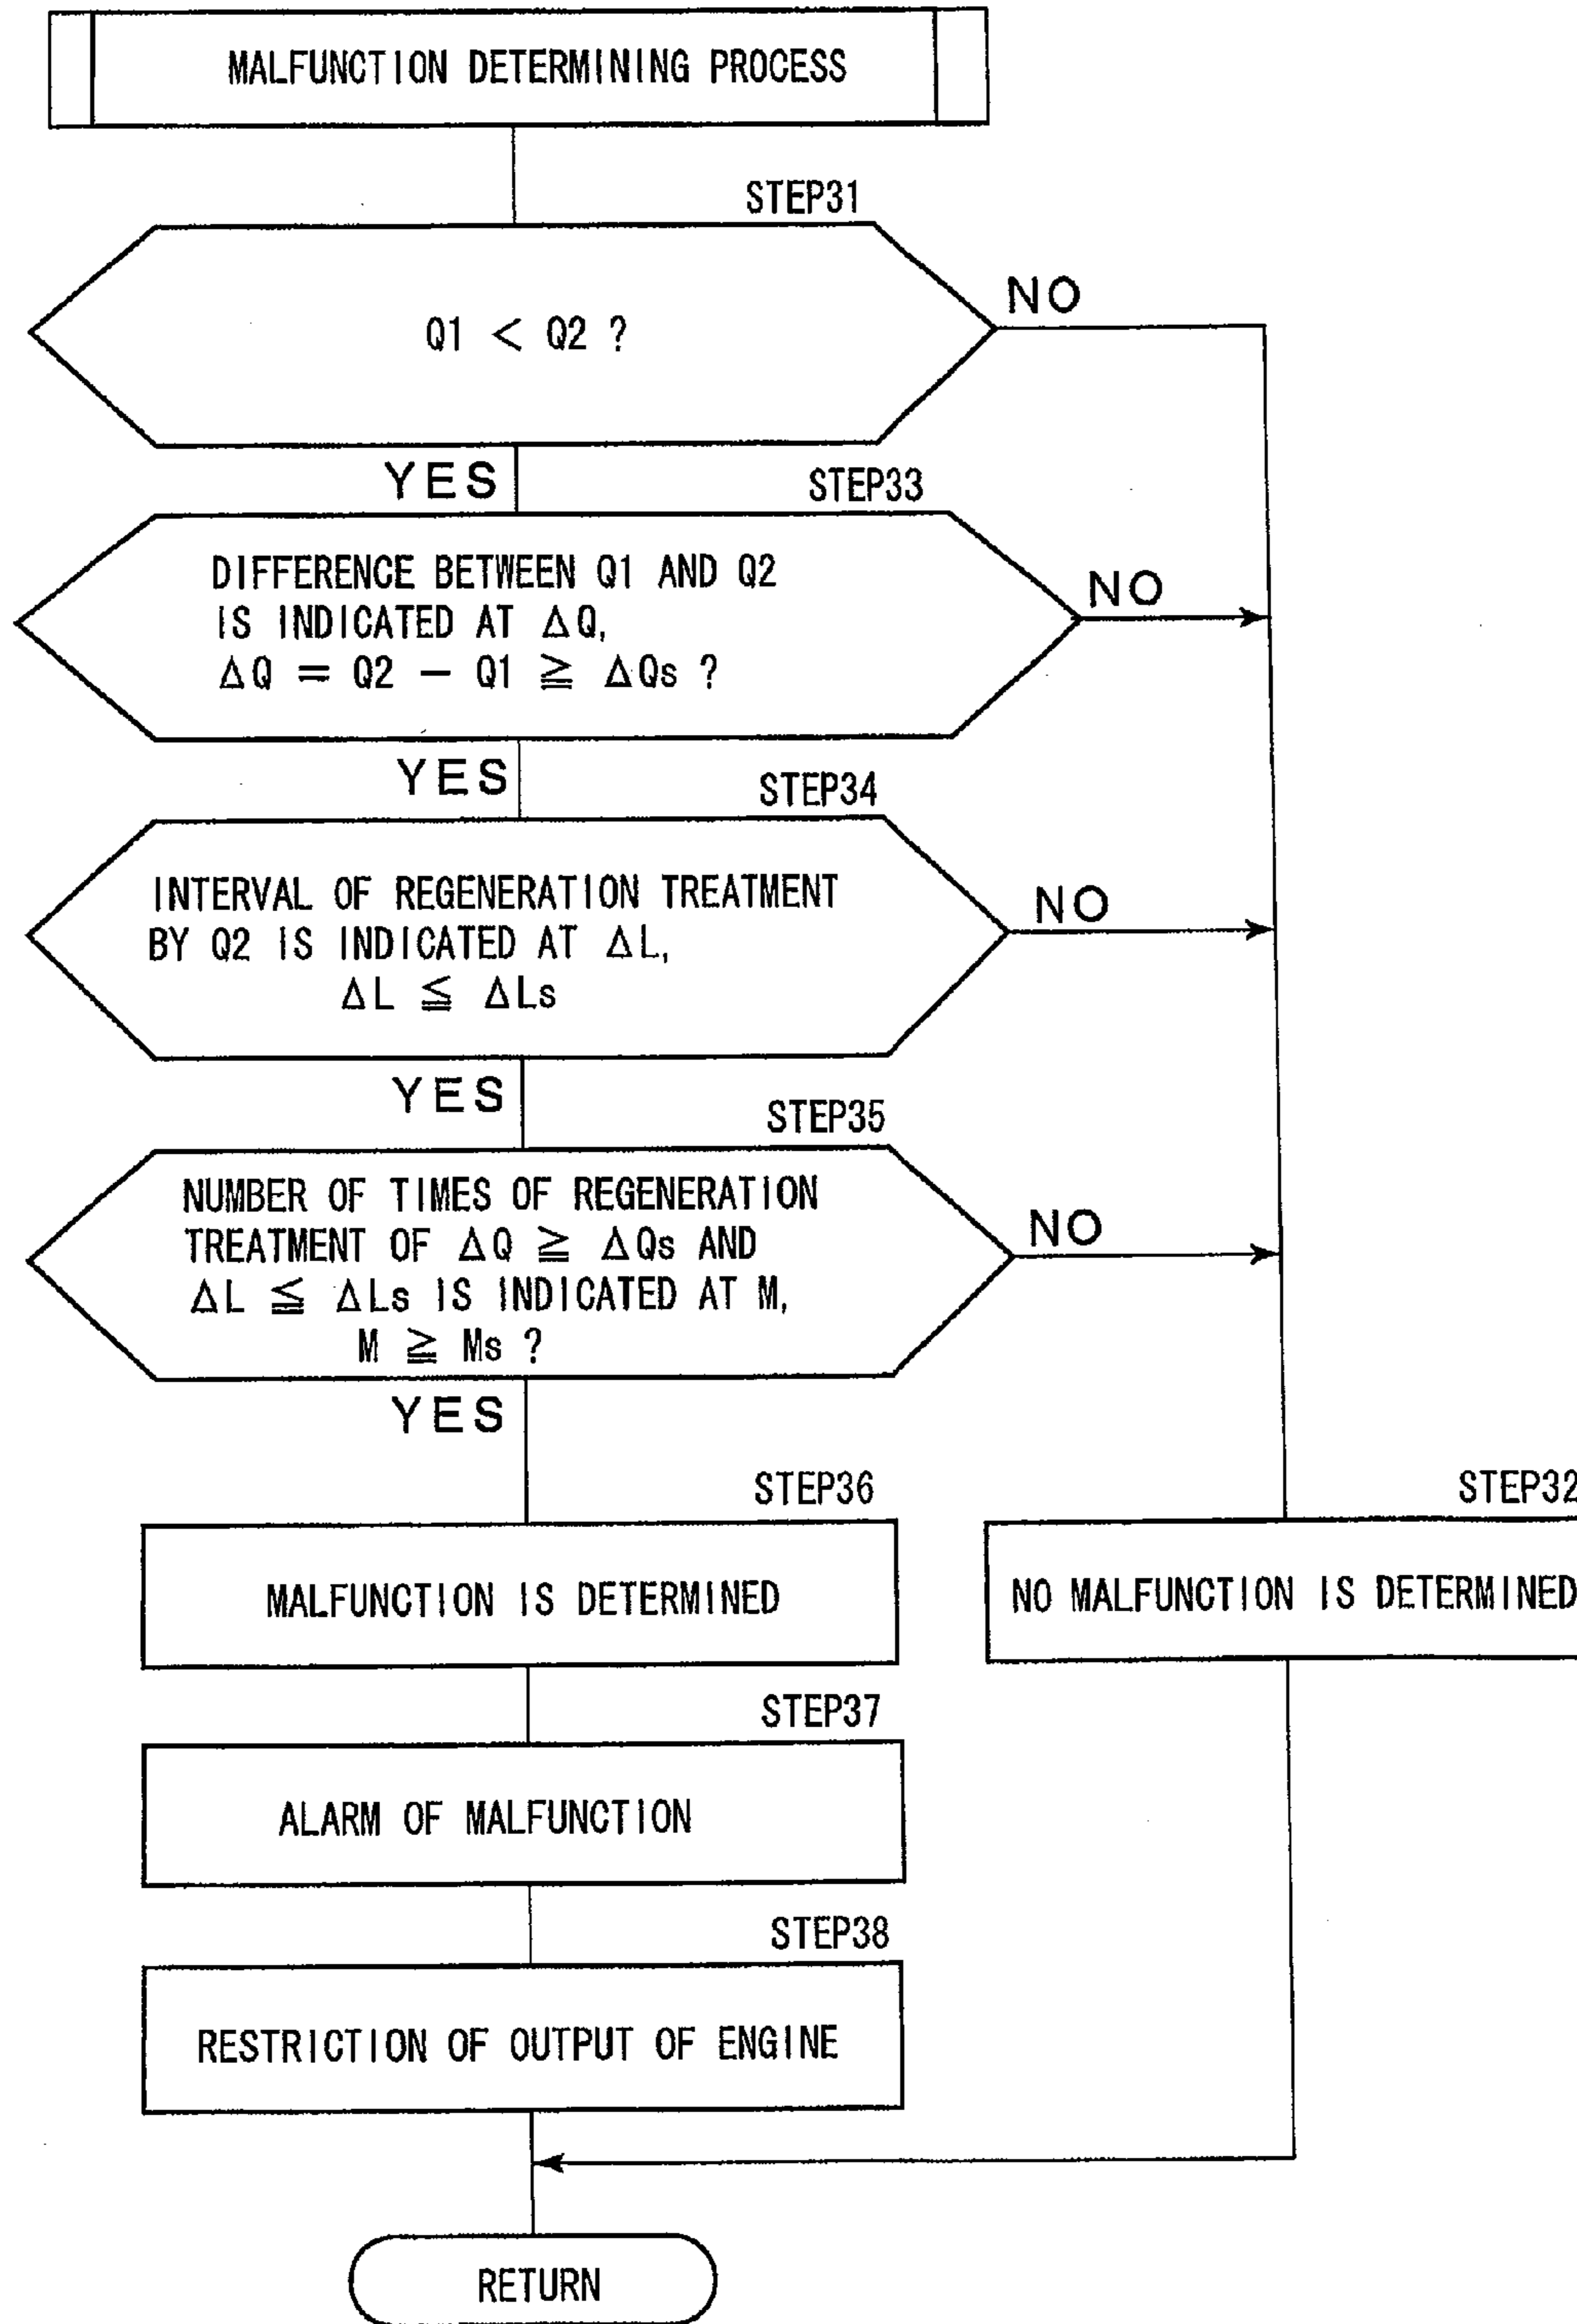 MALFUNCTION DETERMINING PROCESS
STEP31
Q1 < Q2 ?
NO
YES
STEP33
DIFFERENCE BETWEEN Q1 AND Q2
IS INDICATED AT ΔQ,
ΔQ = Q2 − Q1 ≧ ΔQs ?
NO
YES
STEP34
INTERVAL OF REGENERATION TREATMENT
BY Q2 IS INDICATED AT ΔL,
ΔL ≦ ΔLs
NO
YES
STEP35
NUMBER OF TIMES OF REGENERATION
TREATMENT OF ΔQ ≧ ΔQs AND
ΔL ≦ ΔLs IS INDICATED AT M,
M ≧ Ms ?
NO
YES
STEP36
MALFUNCTION IS DETERMINED
STEP32
NO MALFUNCTION IS DETERMINED
STEP37
ALARM OF MALFUNCTION
STEP38
RESTRICTION OF OUTPUT OF ENGINE
RETURN